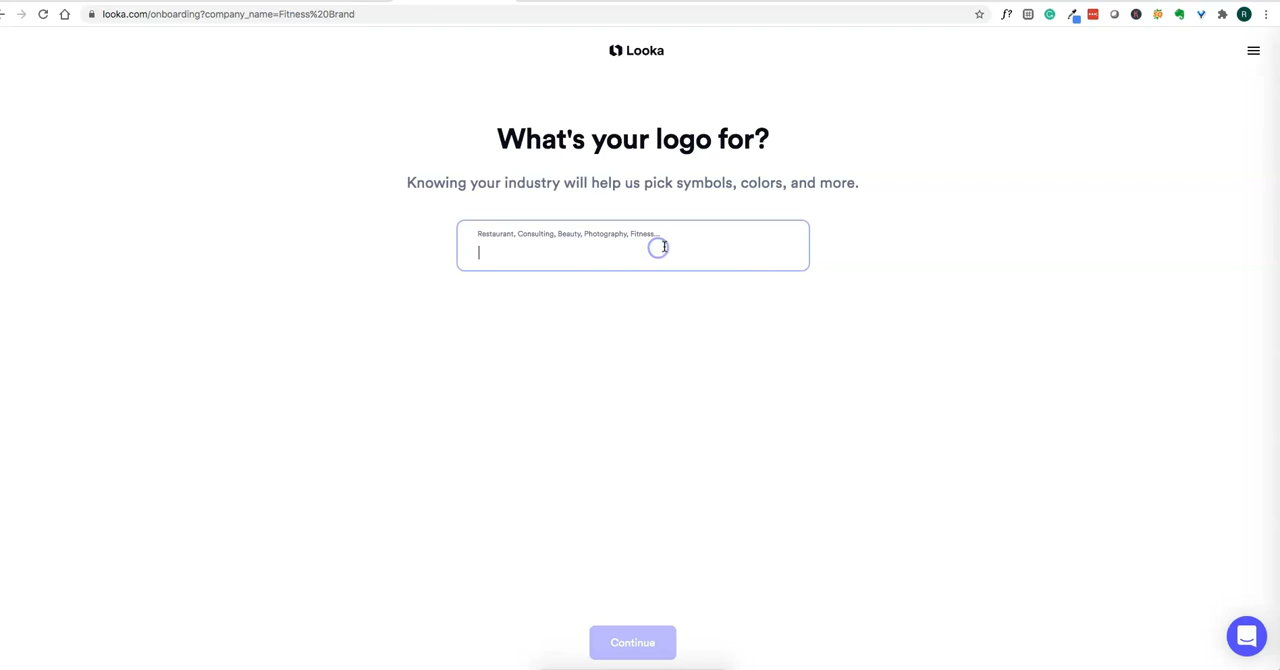 looka.com/onboarding?company_name=Fitness%20Brand
f?
R
Looka
What's your logo for?
Knowing your industry will help us pick symbols, colors, and more.
Restaurant, Consulting, Beauty, Photography, Fitness...
Continue